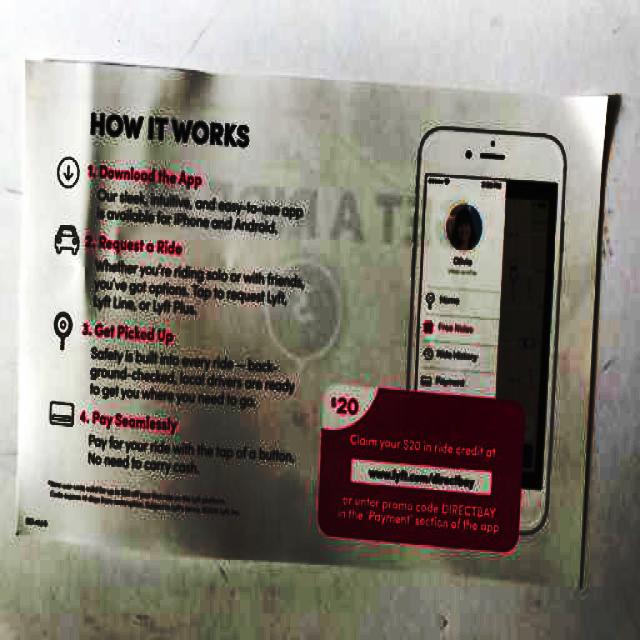 HOW IT WORKS
1. Download the App
Our sleek, intuitive, and easy-to-use app
is available for iPhone and Android.
2. Request a Ride
Whether you're riding solo or with friends,
you've got options. Tap to request Lyft,
Lyft Line, or Lyft Plus.
3. Get Picked Up
Safety is built into every ride — back-
ground-checked, local drivers are ready
to get you where you need to go.
4. Pay Seamlessly
Pay for your ride with the tap of a button.
No need to carry cash.
Home
Free Rides
Ride History
Payment
$20
Claim your $20 in ride credit at
www.lyft.com/directbay
or enter promo code DIRECTBAY
in the 'Payment' section of the app